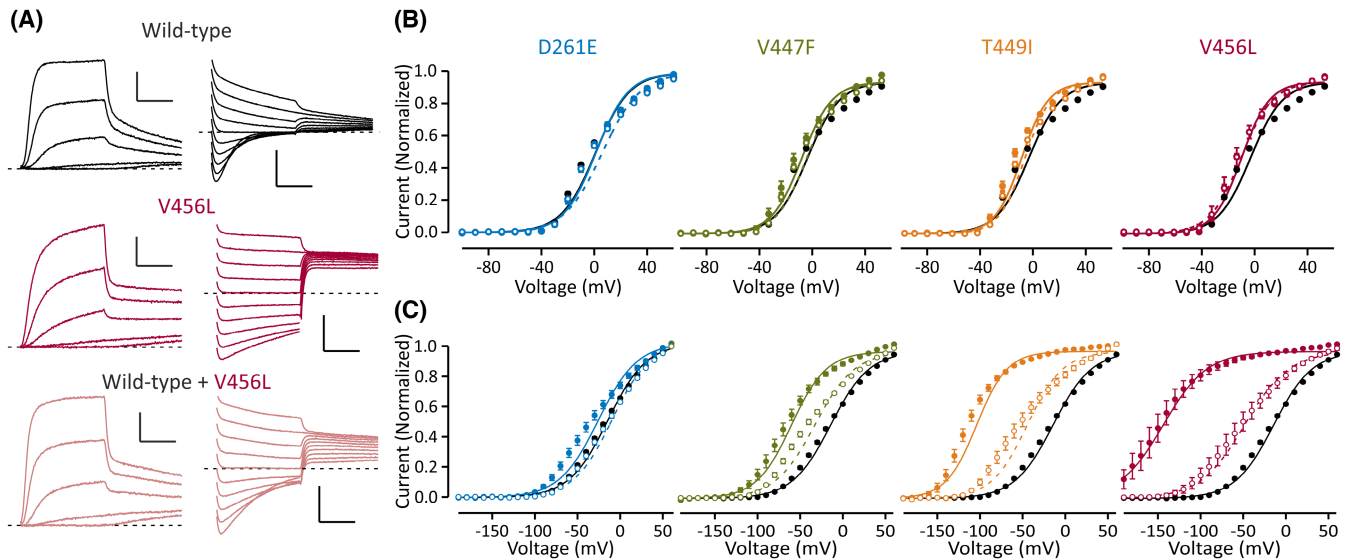 (A)
Wild-type
V456L
Wild-type + V456L
(B)
D261E
V447F
T449I
V456L
Current (Normalized)
1.0
0.8
0.6
0.4
0.2
0.0
-80 -40 0 40
-80 -40 0 40
-80 -40 0 40
-80 -40 0 40
Voltage (mV)
Voltage (mV)
Voltage (mV)
Voltage (mV)
(C)
Current (Normalized)
1.0
0.8
0.6
0.4
0.2
0.0
-150 -100 -50 0 50
-150 -100 -50 0 50
-150 -100 -50 0 50
-150 -100 -50 0 50
Voltage (mV)
Voltage (mV)
Voltage (mV)
Voltage (mV)